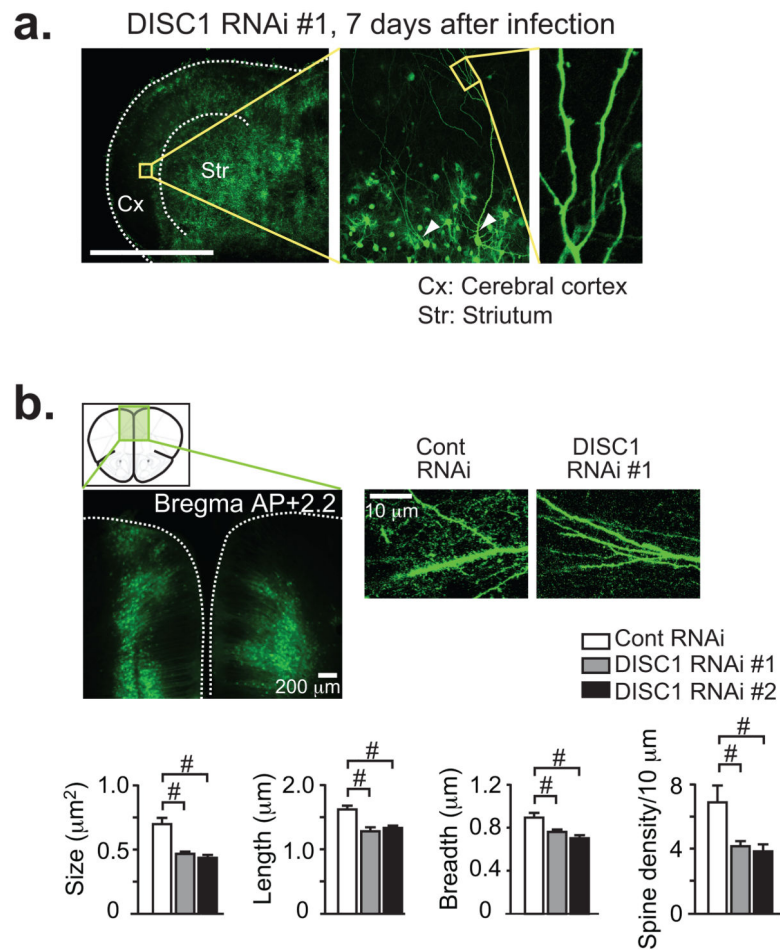 a.
DISC1 RNAi #1, 7 days after infection
Str
Cx
Cx: Cerebral cortex
Str: Striutum
b.
Bregma AP+2.2
200 μm
Cont
RNAi
DISC1
RNAi #1
10 μm
Cont RNAi
DISC1 RNAi #1
DISC1 RNAi #2
Size (μm²)
1.0
0.5
0
#
#
Length (μm)
2.0
1.0
0
#
#
Breadth (μm)
1.2
0.8
0.4
0
#
#
Spine density/10 μm
8
4
0
#
#